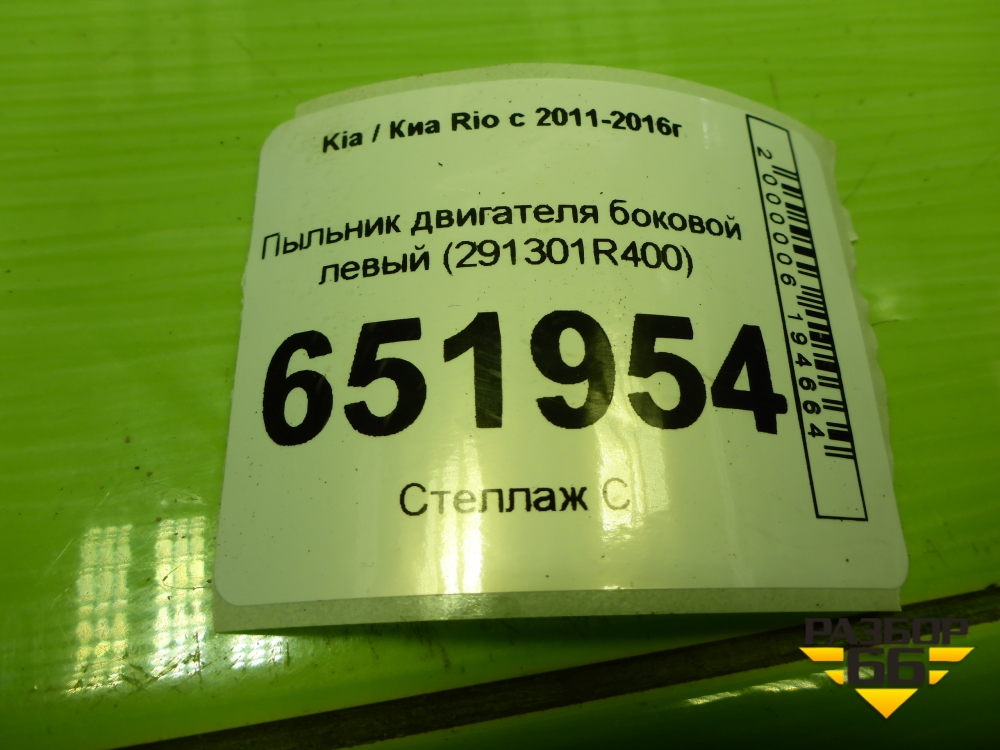 Kia / Киа Rio с 2011-2016г
Пыльник двигателя боковой
левый (291301R400)
651954
Стеллаж С
2000006194664
РАЗБОР
66